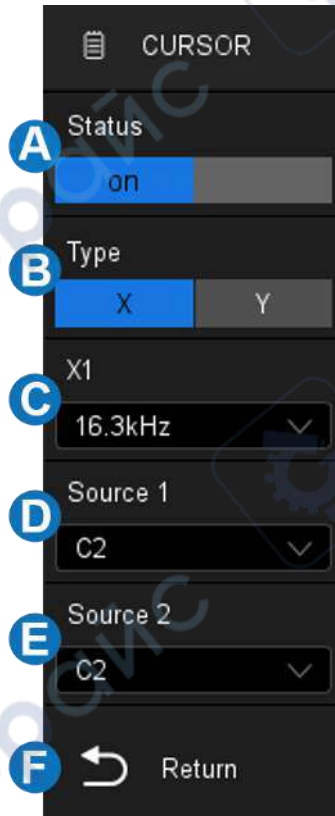 CURSOR
A
Status
on
B
Type
X Y
C
X1
16.3kHz
D
Source 1
C2
E
Source 2
C2
F
Return